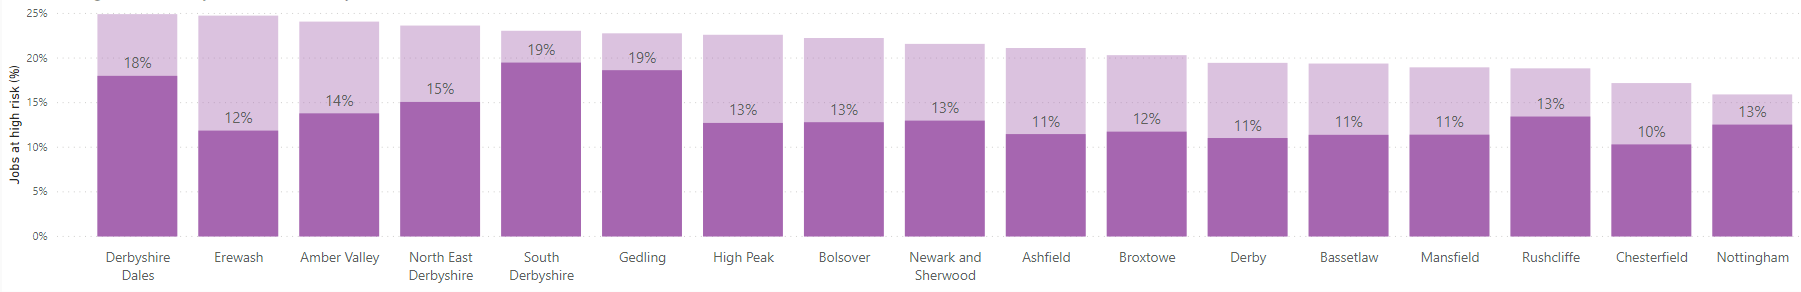 25%
20%
15%
10%
5%
0%
Jobs at high risk (%)
18%
12%
14%
15%
19%
19%
13%
13%
13%
11%
12%
11%
11%
11%
13%
10%
13%
Derbyshire
Dales
Erewash
Amber Valley
North East
Derbyshire
South
Derbyshire
Gedling
High Peak
Bolsover
Newark and
Sherwood
Ashfield
Broxtowe
Derby
Bassetlaw
Mansfield
Rushcliffe
Chesterfield
Nottingham